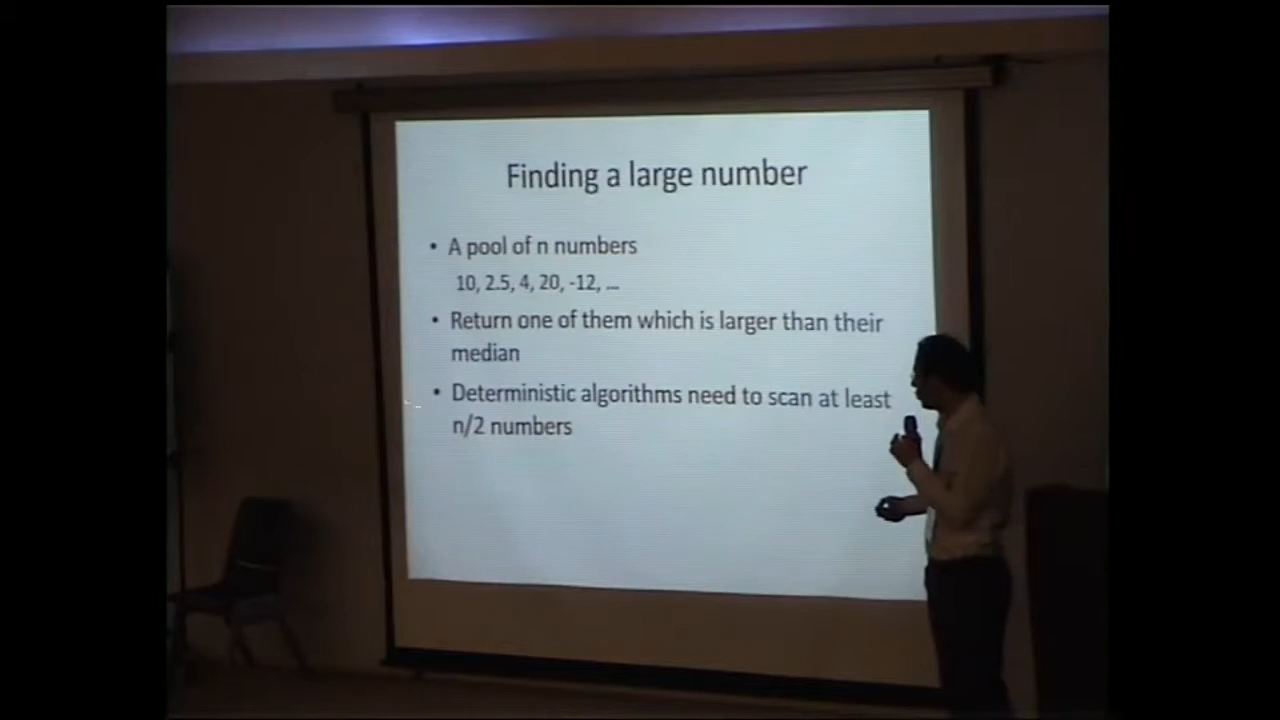 Finding a large number
• A pool of n numbers
10, 2.5, 4, 20, -12, ...
• Return one of them which is larger than their
median
• Deterministic algorithms need to scan at least
n/2 numbers